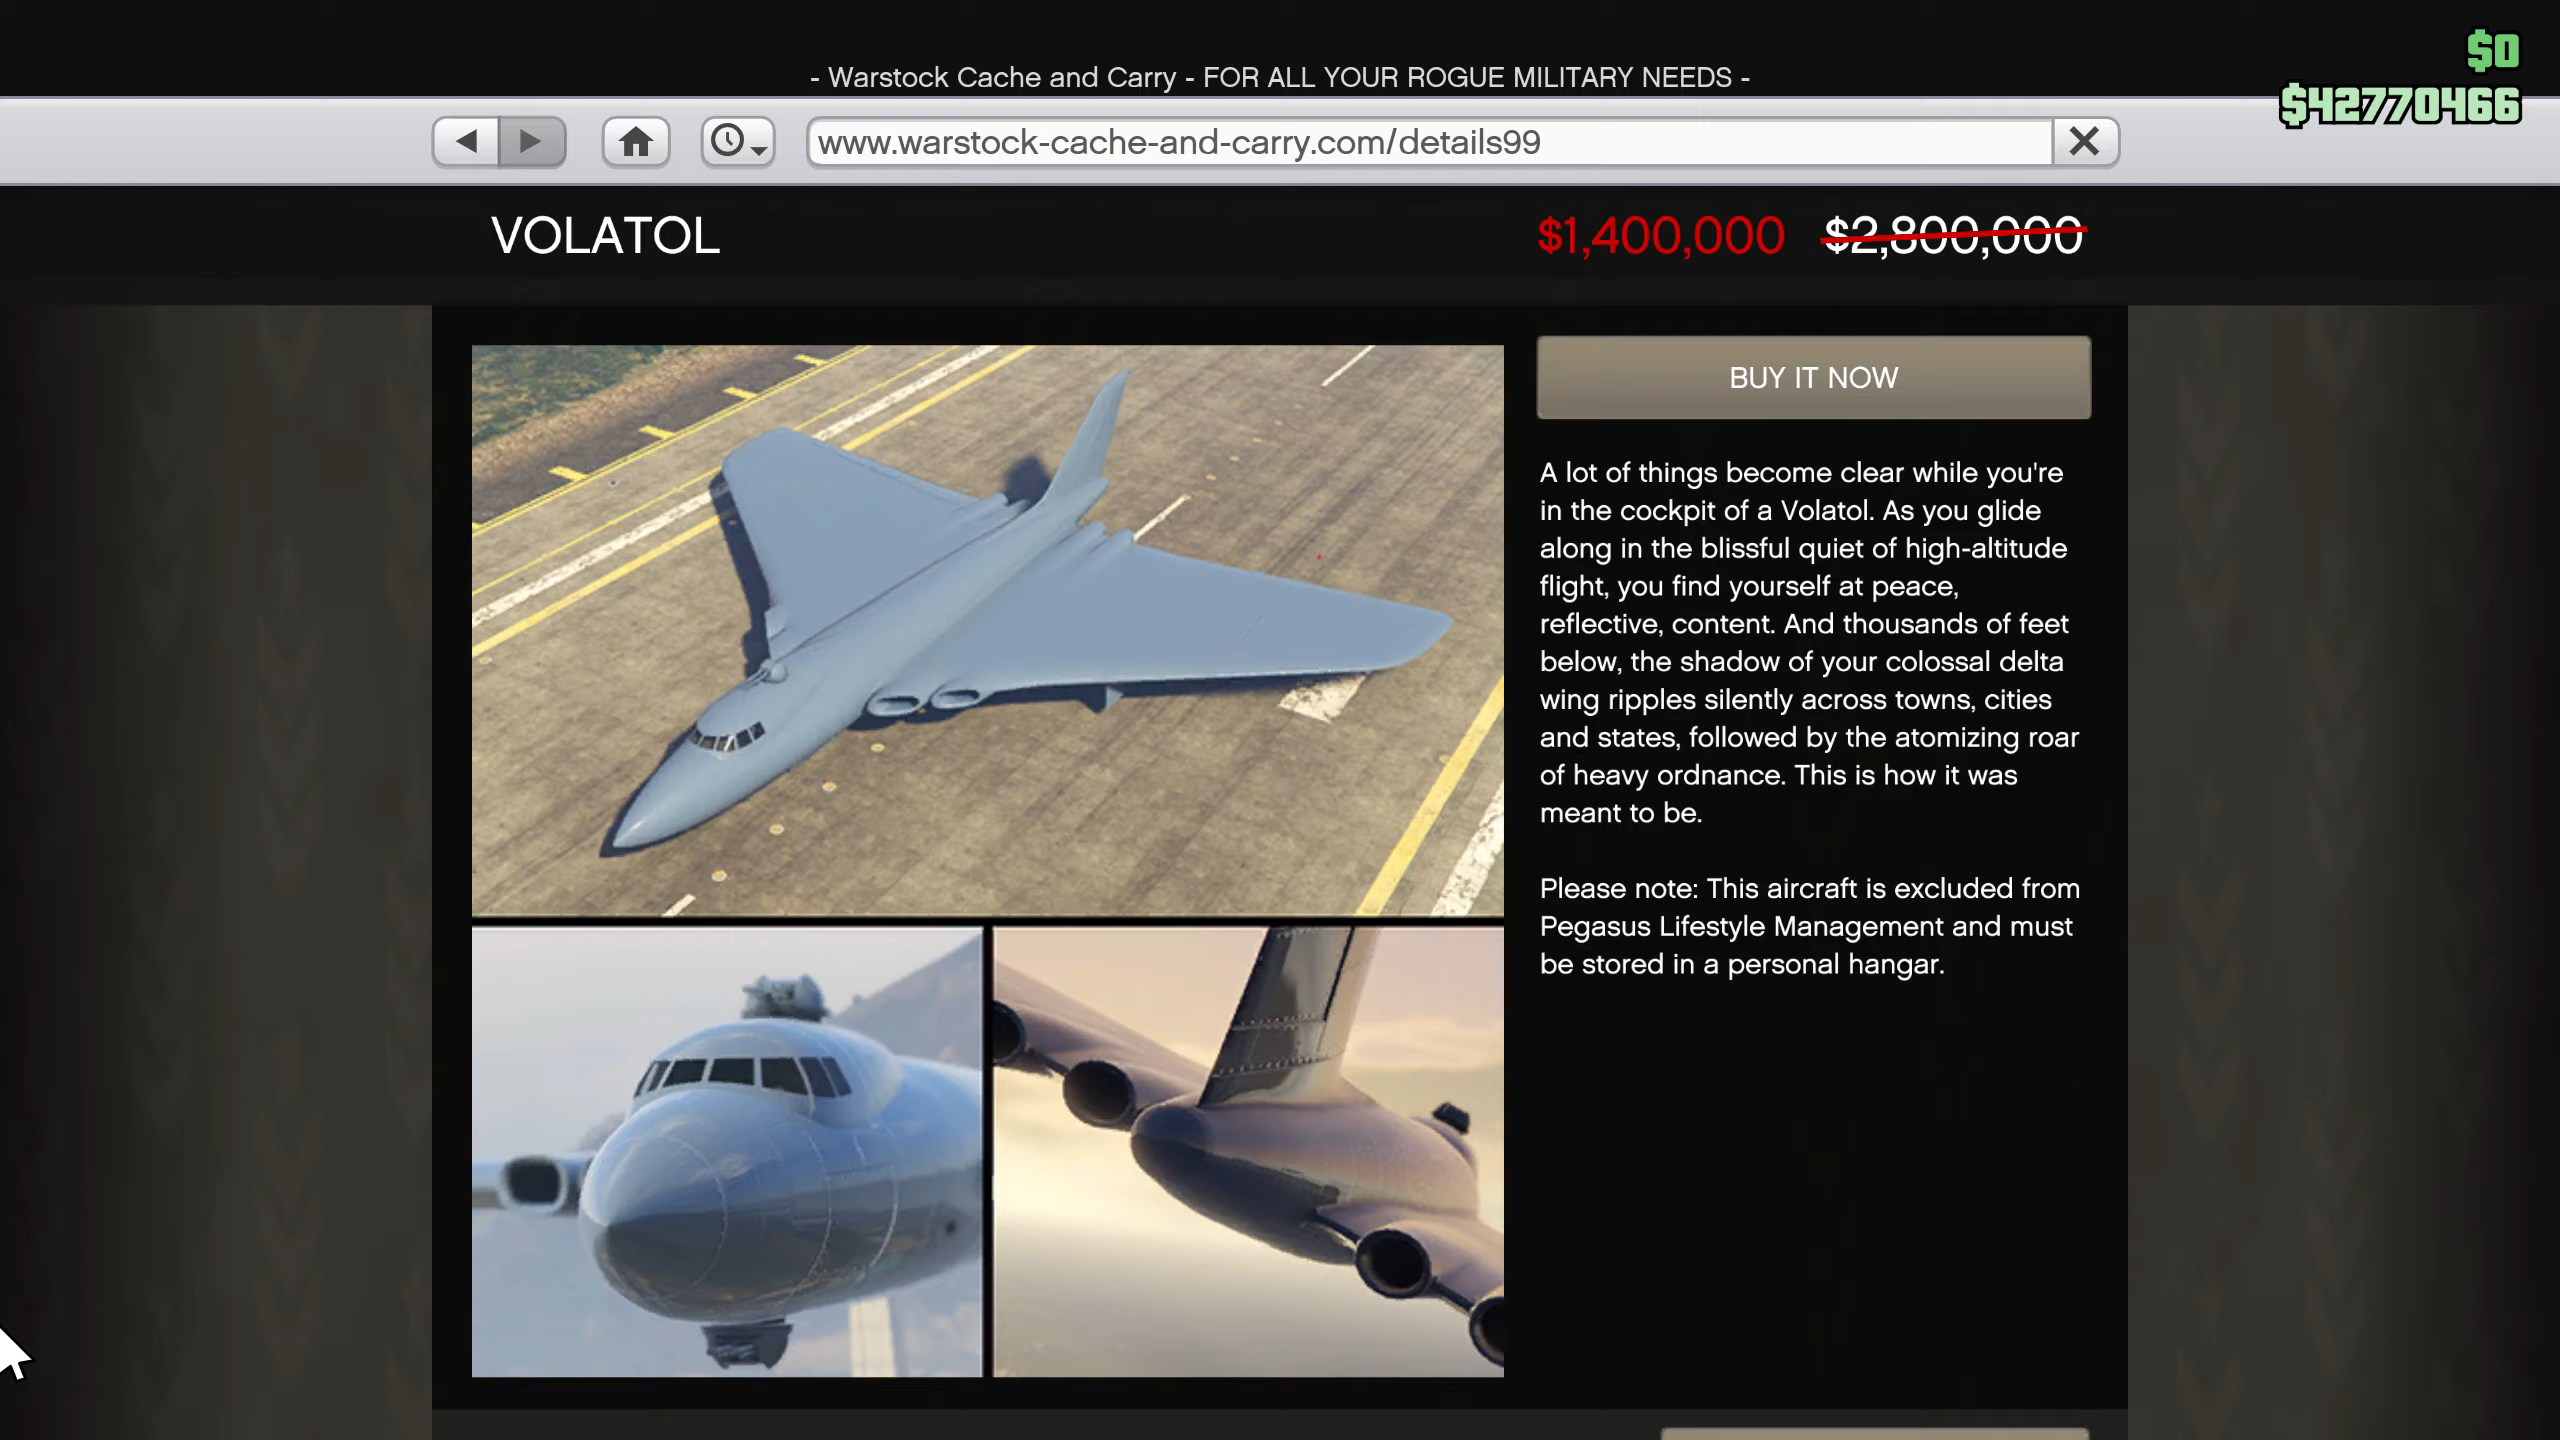 $0
- Warstock Cache and Carry - FOR ALL YOUR ROGUE MILITARY NEEDS -
$42770466
www.warstock-cache-and-carry.com/details99
VOLATOL
$1,400,000 $2,800,000
BUY IT NOW
A lot of things become clear while you're
in the cockpit of a Volatol. As you glide
along in the blissful quiet of high-altitude
flight, you find yourself at peace,
reflective, content. And thousands of feet
below, the shadow of your colossal delta
wing ripples silently across towns, cities
and states, followed by the atomizing roar
of heavy ordnance. This is how it was
meant to be.
Please note: This aircraft is excluded from
Pegasus Lifestyle Management and must
be stored in a personal hangar.